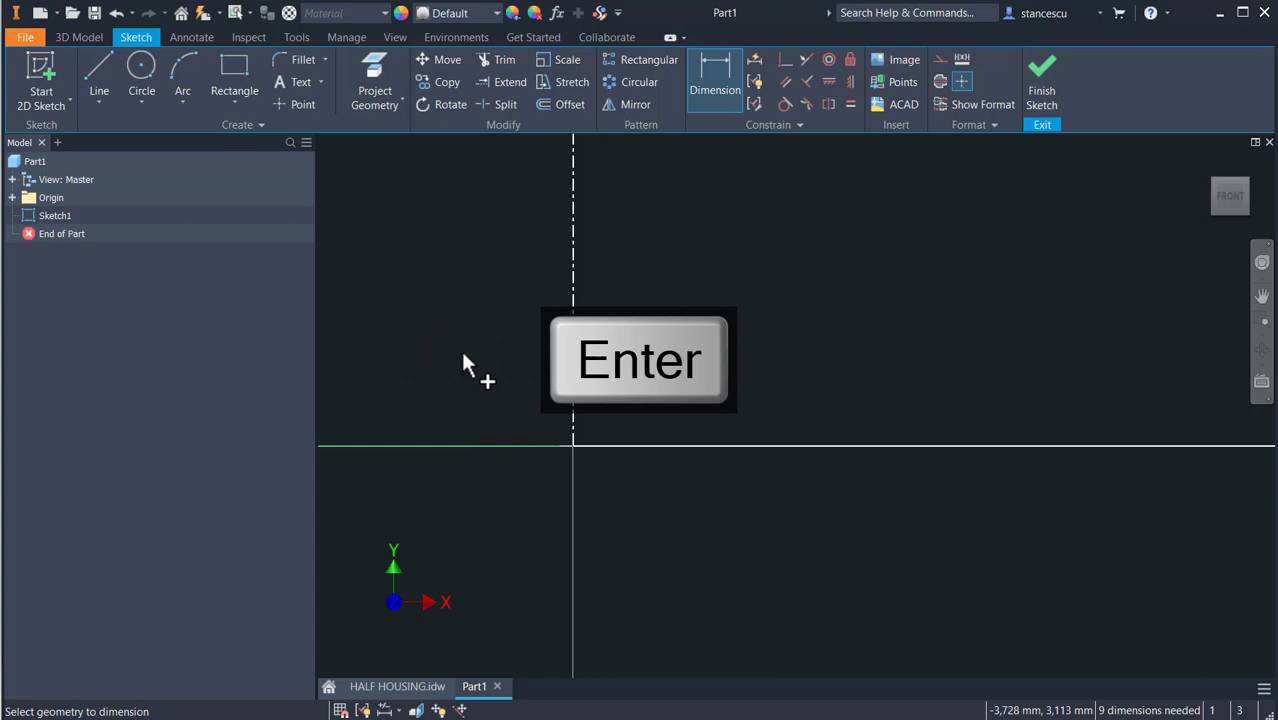 Material
Default
Part1
Search Help & Commands...
stancescu
File
3D Model
Sketch
Annotate
Inspect
Tools
Manage
View
Environments
Get Started
Collaborate
Start
2D Sketch
Line
Circle
Arc
Rectangle
Fillet
Text
Point
Project
Geometry
Move
Copy
Rotate
Trim
Extend
Split
Scale
Stretch
Offset
Rectangular
Circular
Mirror
Dimension
Image
Points
ACAD
Show Format
Finish
Sketch
Sketch
Create
Modify
Pattern
Constrain
Insert
Format
Exit
Model
Part1
View: Master
Origin
Sketch1
End of Part
FRONT
Enter
Y
X
HALF HOUSING.idw
Part1
Select geometry to dimension
-3,728 mm, 3,113 mm
9 dimensions needed
1
3